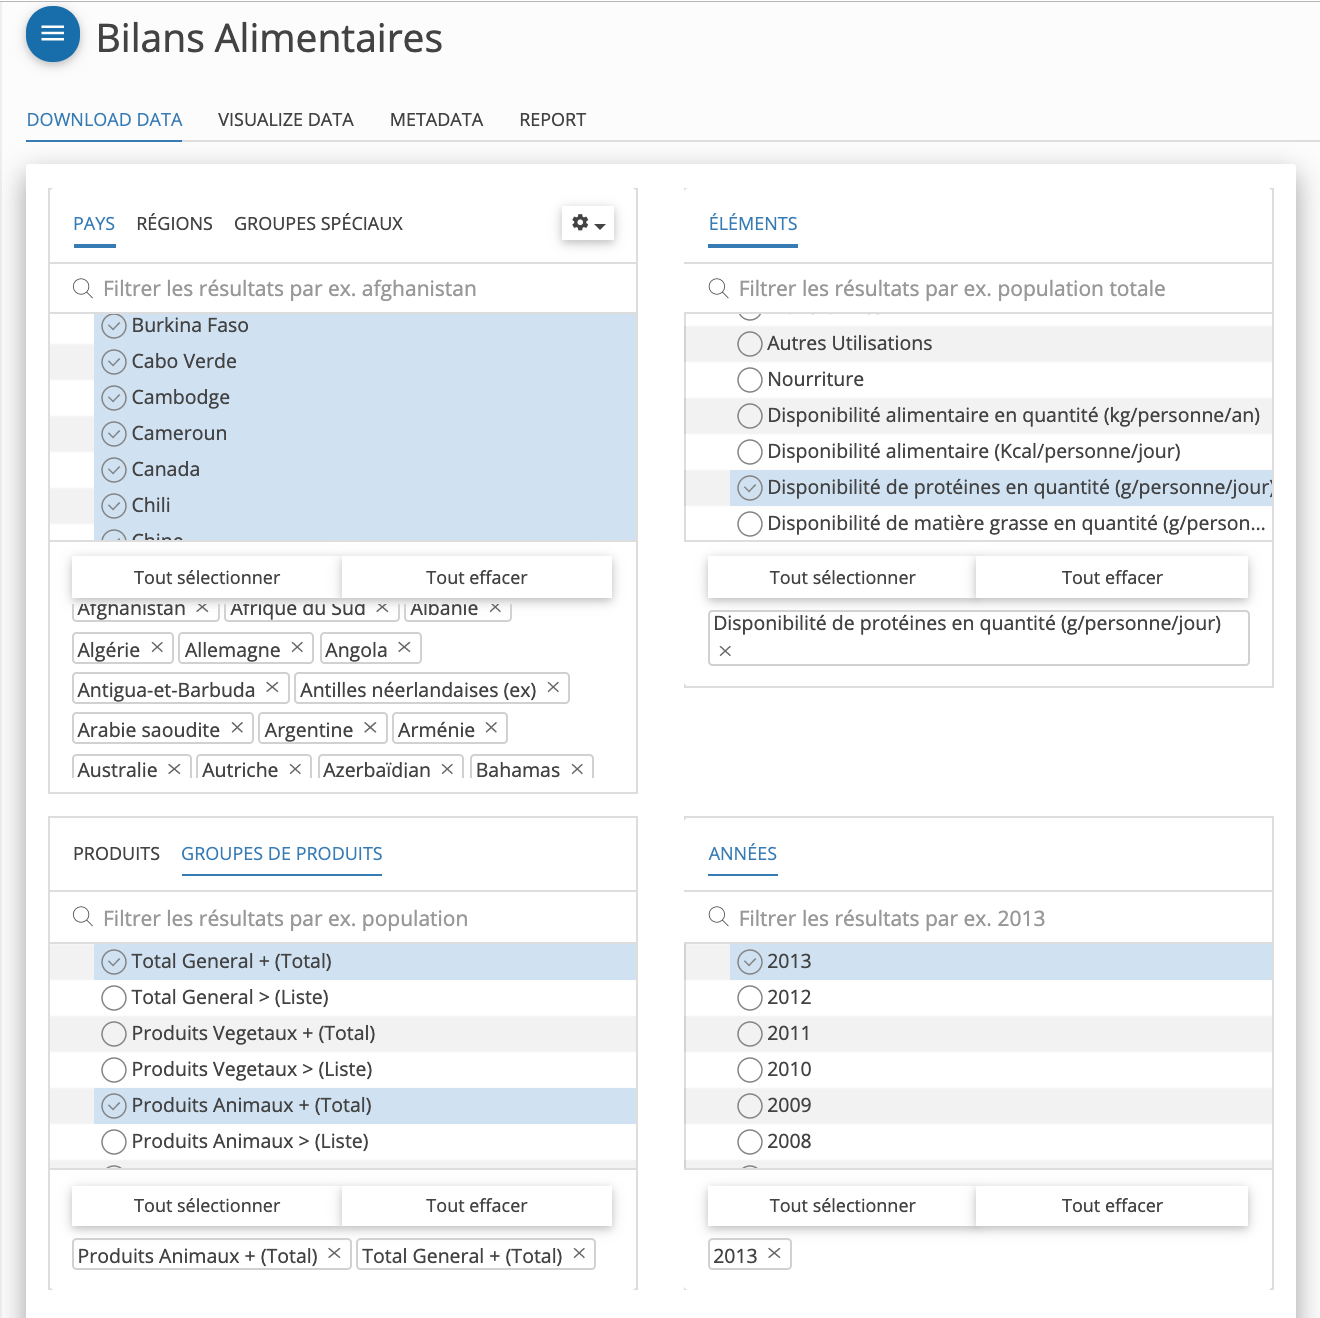 Bilans Alimentaires
DOWNLOAD DATA VISUALIZE DATA METADATA REPORT
PAYS RÉGIONS GROUPES SPÉCIAUX
Filtrer les résultats par ex. afghanistan
Burkina Faso
Cabo Verde
Cambodge
Cameroun
Canada
Chili
Chine
Tout sélectionner Tout effacer
Afghanistan × Afrique du Sud × Albanie ×
Algérie × Allemagne × Angola ×
Antigua-et-Barbuda × Antilles néerlandaises (ex) ×
Arabie saoudite × Argentine × Arménie ×
Australie × Autriche × Azerbaïdjan × Bahamas ×
ÉLÉMENTS
Filtrer les résultats par ex. population totale
Autres Utilisations
Nourriture
Disponibilité alimentaire en quantité (kg/personne/an)
Disponibilité alimentaire (Kcal/personne/jour)
Disponibilité de protéines en quantité (g/personne/jour)
Disponibilité de matière grasse en quantité (g/person...
Tout sélectionner Tout effacer
Disponibilité de protéines en quantité (g/personne/jour)
×
PRODUITS GROUPES DE PRODUITS
Filtrer les résultats par ex. population
Total General + (Total)
Total General > (Liste)
Produits Vegetaux + (Total)
Produits Vegetaux > (Liste)
Produits Animaux + (Total)
Produits Animaux > (Liste)
Tout sélectionner Tout effacer
Produits Animaux + (Total) × Total General + (Total) ×
ANNÉES
Filtrer les résultats par ex. 2013
2013
2012
2011
2010
2009
2008
Tout sélectionner Tout effacer
2013 ×